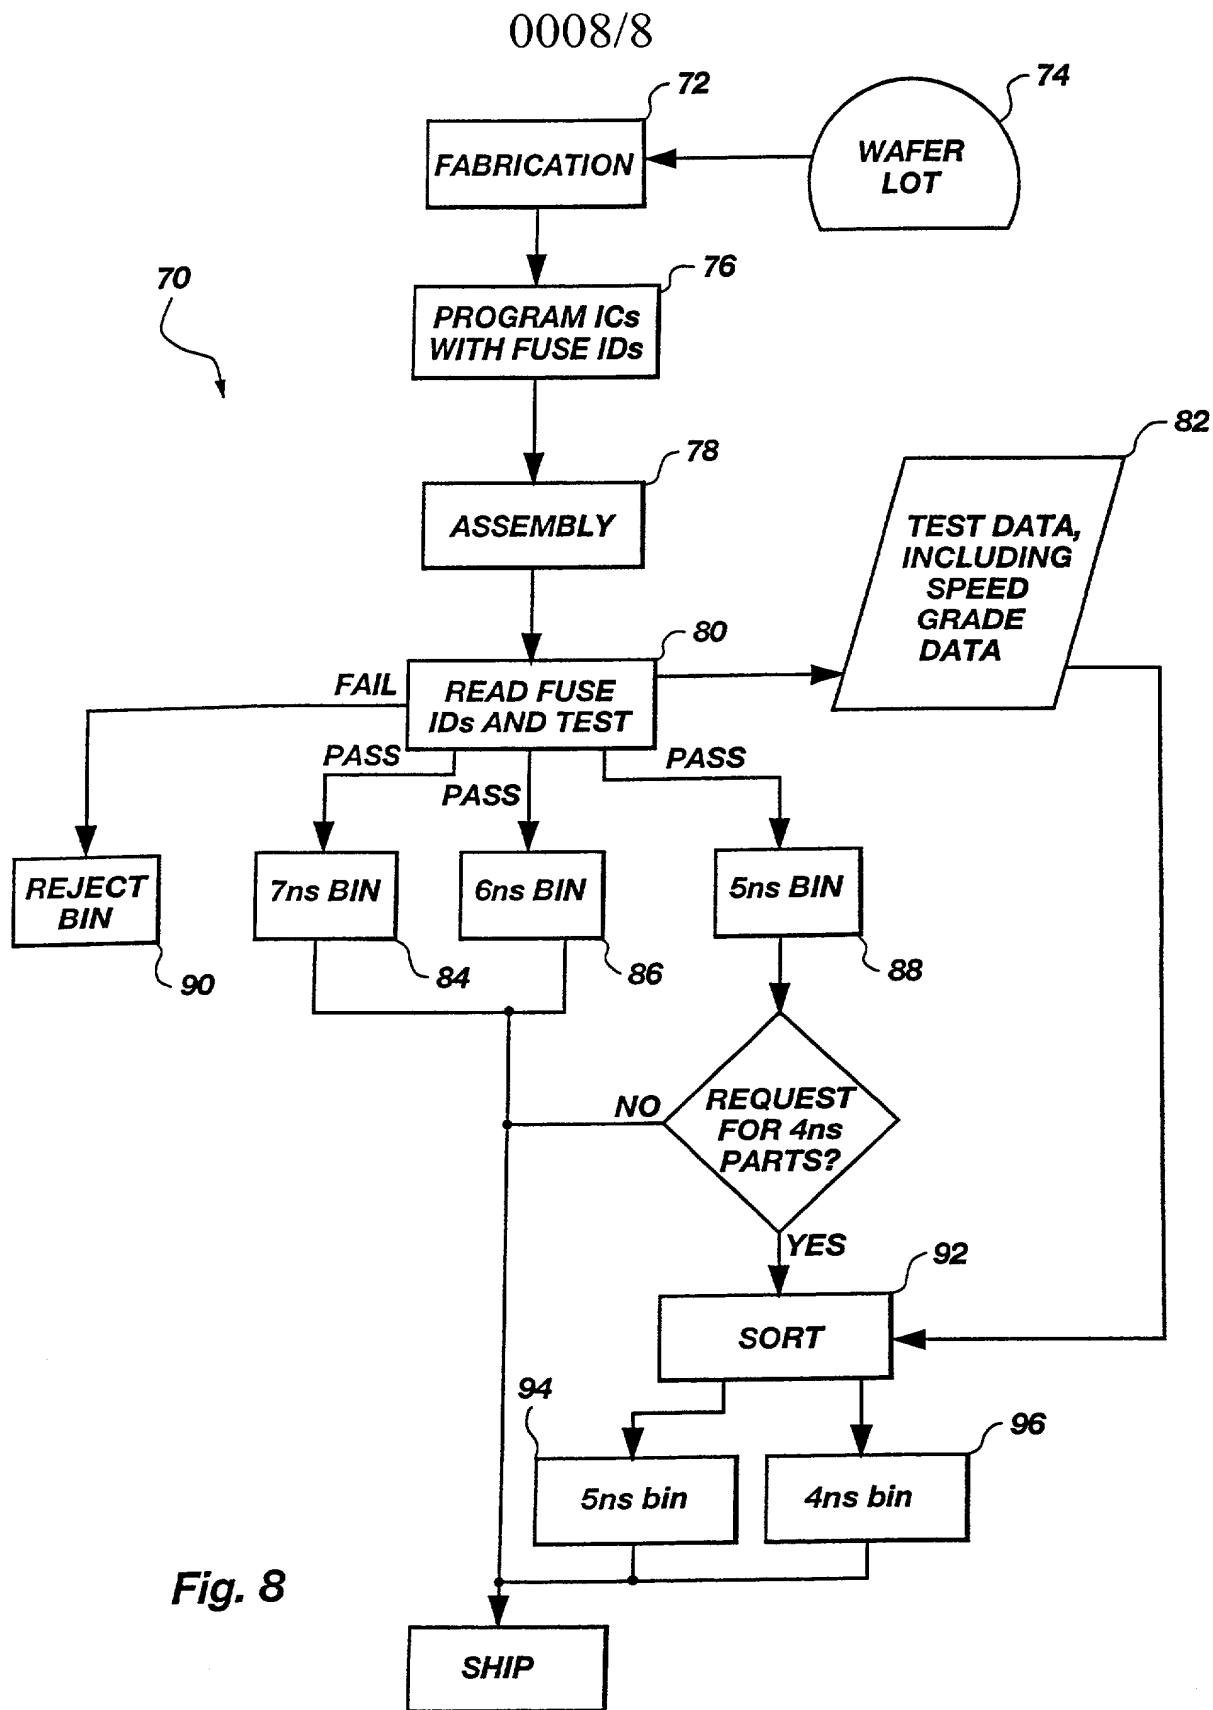 0008/8
72
74
FABRICATION
WAFER
LOT
70
76
PROGRAM ICs
WITH FUSE IDs
78
82
ASSEMBLY
TEST DATA,
INCLUDING
SPEED
GRADE
DATA
80
FAIL
READ FUSE
IDs AND TEST
PASS
PASS
PASS
REJECT
BIN
7ns BIN
6ns BIN
5ns BIN
90
84
86
88
NO
REQUEST
FOR 4ns
PARTS?
YES
92
SORT
94
96
5ns bin
4ns bin
Fig. 8
SHIP